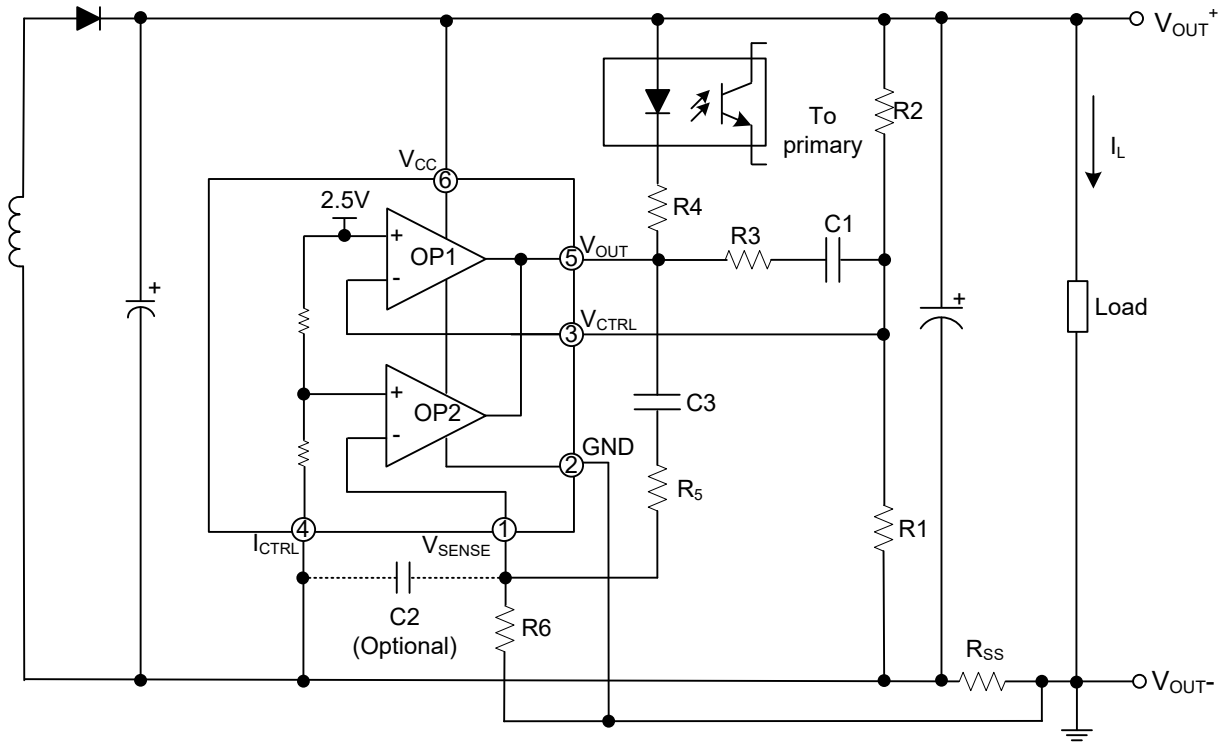 V_OUT^+
To
primary
R2
I_L
V_CC
6
2.5V
+
OP1
-
R4
R3
C1
5
V_OUT
+
+
Load
3
V_CTRL
+
OP2
-
C3
GND
2
R_5
R1
4
1
I_CTRL
V_SENSE
C2
(Optional)
R6
R_SS
V_OUT-